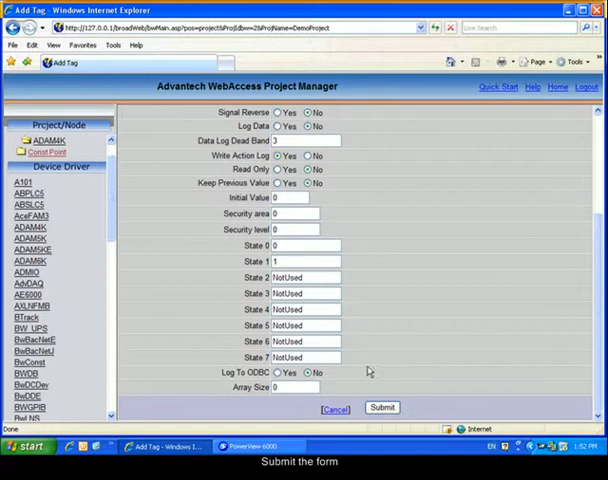 Add Tag - Windows Internet Explorer
http://127.0.0.1/broadWeb/bwMain.asp?pos=project&Proj1dbw=2&ProjName=DemoProject
File Edit View Favorites Tools Help
Add Tag
Page Tools
Advantech WebAccess Project Manager
Quick Start Help Home Logout
Project/Node
ADAM4K
Const Point
Device Driver
A101
ABPLC5
ABSLC5
AceFAM3
ADAM4K
ADAM5K
ADAM5KE
ADAM6K
ADMIO
AdvDAQ
AE6000
AXLNFMB
BTrack
BW_UPS
BwBacNetE
BwBacNetJ
BwConst
BWDB
BwDCDev
BwDDE
BWGPIB
BwLNS
Signal Reverse Yes No
Log Data Yes No
Data Log Dead Band 3
Write Action Log Yes No
Read Only Yes No
Keep Previous Value Yes No
Initial Value 0
Security area 0
Security level 0
State 0 0
State 1 1
State 2 NotUsed
State 3 NotUsed
State 4 NotUsed
State 5 NotUsed
State 6 NotUsed
State 7 NotUsed
Log To ODBC Yes No
Array Size 0
[Cancel] Submit
Done Internet
start Add Tag - Windows I... PowerView 6000 EN 1:52 PM
Submit the form